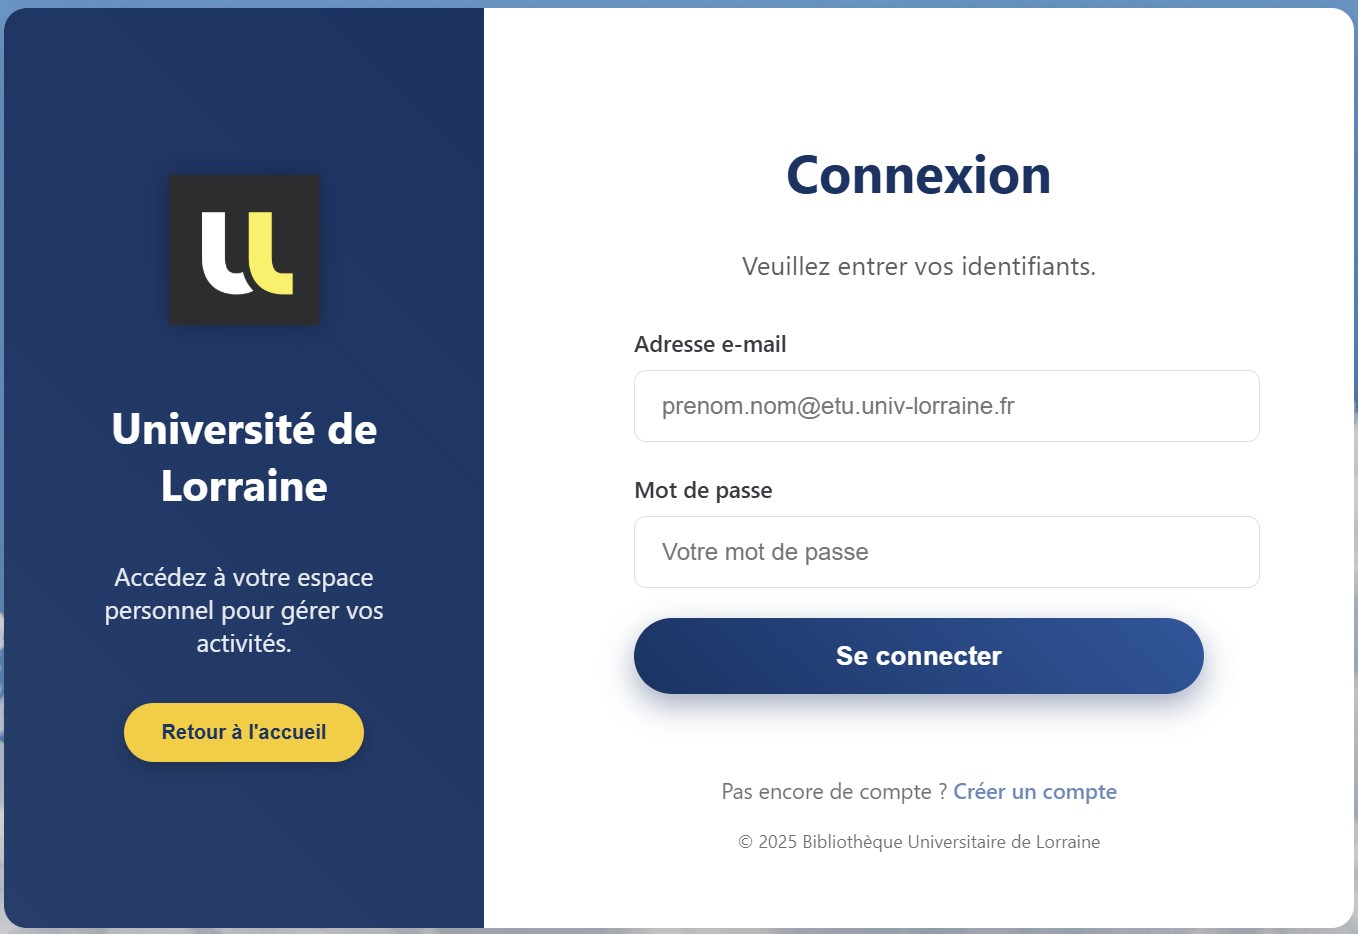 UL
Université de
Lorraine
Accédez à votre espace
personnel pour gérer vos
activités.
Retour à l'accueil
Connexion
Veuillez entrer vos identifiants.
Adresse e-mail
prenom.nom@etu.univ-lorraine.fr
Mot de passe
Votre mot de passe
Se connecter
Pas encore de compte ? Créer un compte
© 2025 Bibliothèque Universitaire de Lorraine